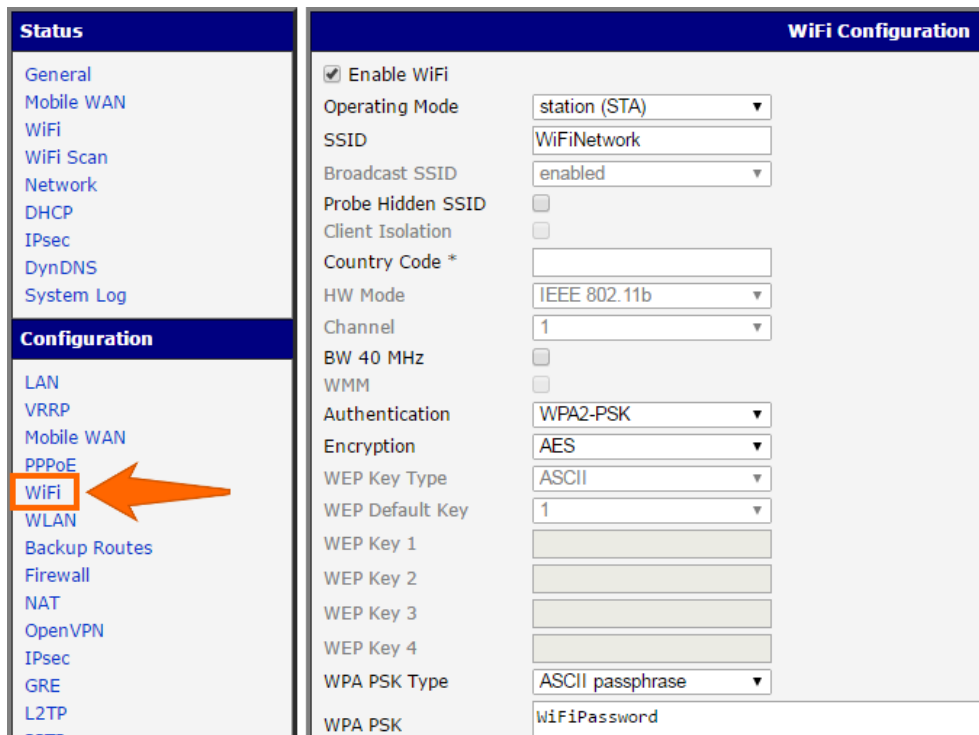 Status
General
Mobile WAN
WiFi
WiFi Scan
Network
DHCP
IPsec
DynDNS
System Log
Configuration
LAN
VRRP
Mobile WAN
PPPoE
WiFi
WLAN
Backup Routes
Firewall
NAT
OpenVPN
IPsec
GRE
L2TP
WiFi Configuration
Enable WiFi
Operating Mode station (STA)
SSID WiFiNetwork
Broadcast SSID enabled
Probe Hidden SSID
Client Isolation
Country Code *
HW Mode IEEE 802.11b
Channel 1
BW 40 MHz
WMM
Authentication WPA2-PSK
Encryption AES
WEP Key Type ASCII
WEP Default Key 1
WEP Key 1
WEP Key 2
WEP Key 3
WEP Key 4
WPA PSK Type ASCII passphrase
WPA PSK WiFiPassword